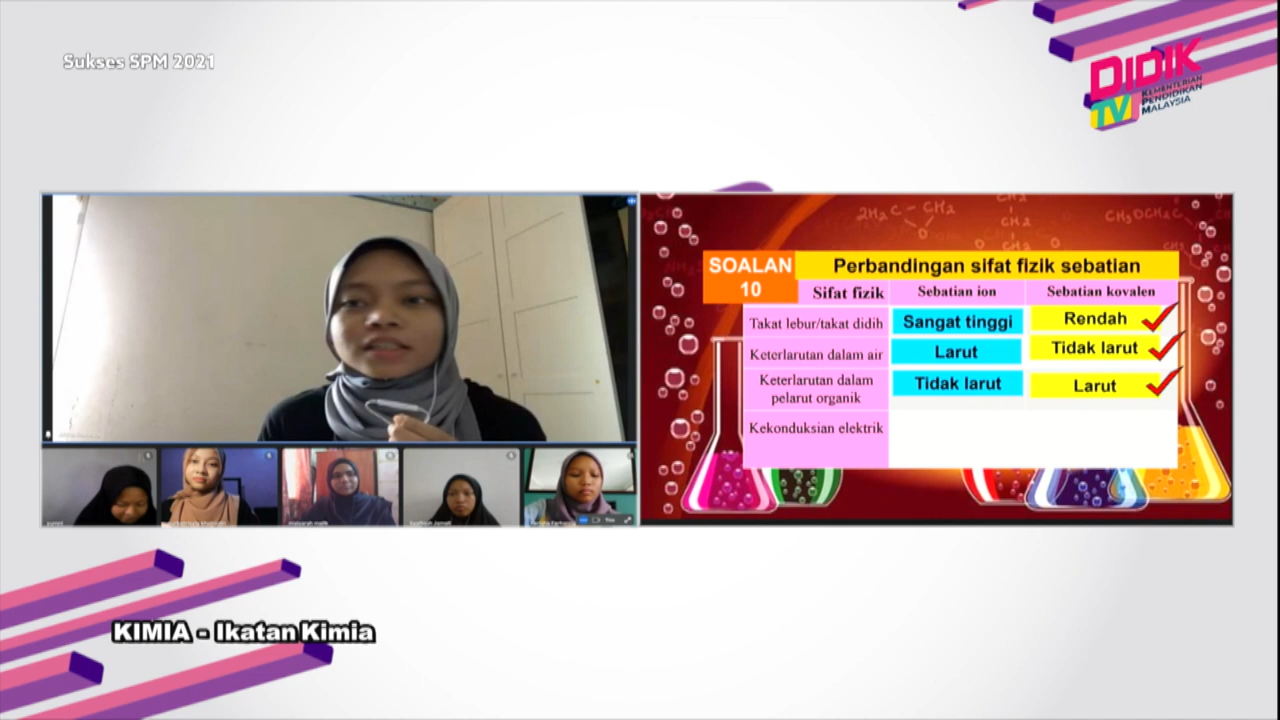 Sukses SPM 2021
DIDIK
TV
KEMENTERIAN
PENDIDIKAN
MALAYSIA
SOALAN
10
Perbandingan sifat fizik sebatian
Sifat fizik
Sebatian ion
Sebatian kovalen
Takat lebur/takat didih
Sangat tinggi
Rendah
Keterlarutan dalam air
Larut
Tidak larut
Keterlarutan dalam
pelarut organik
Tidak larut
Larut
Kekonduksian elektrik
KIMIA - Ikatan Kimia